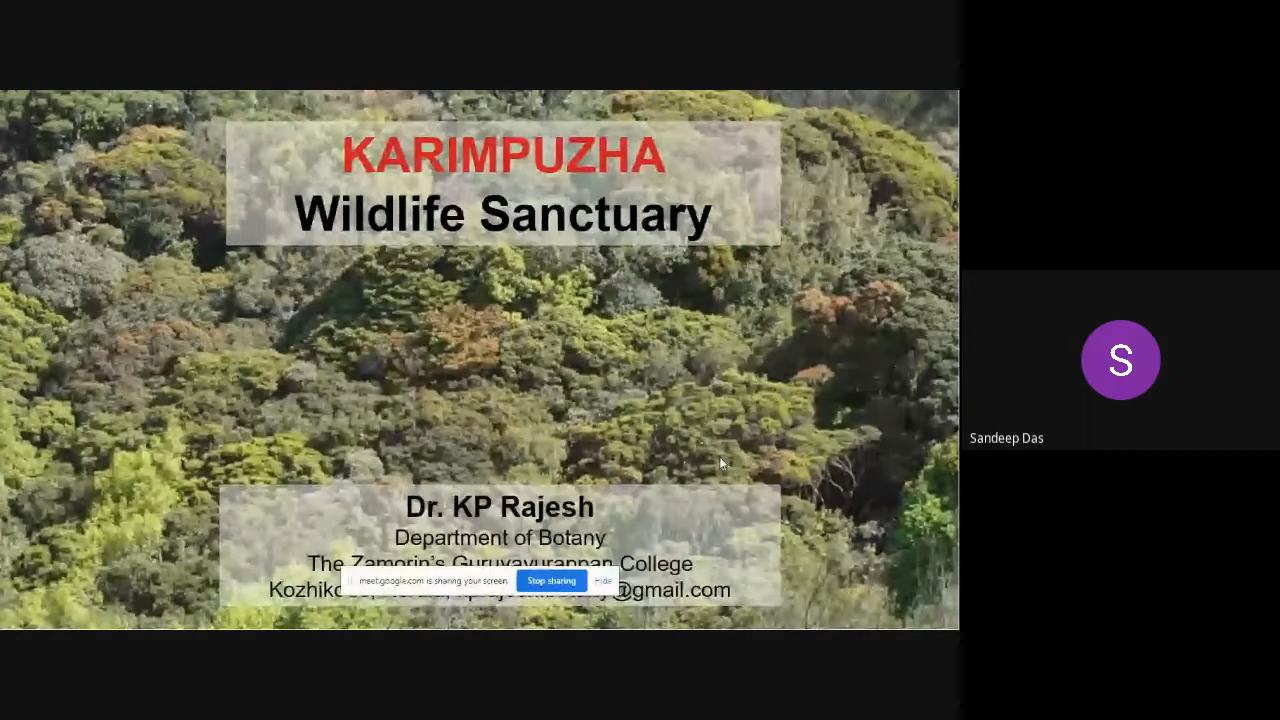 KARIMPUZHA
Wildlife Sanctuary
Dr. KP Rajesh
Department of Botany
The Zamorin's Guruvayurappan College
@gmail.com
meet.google.com is sharing your screen.
Stop sharing
Hide
S
Sandeep Das